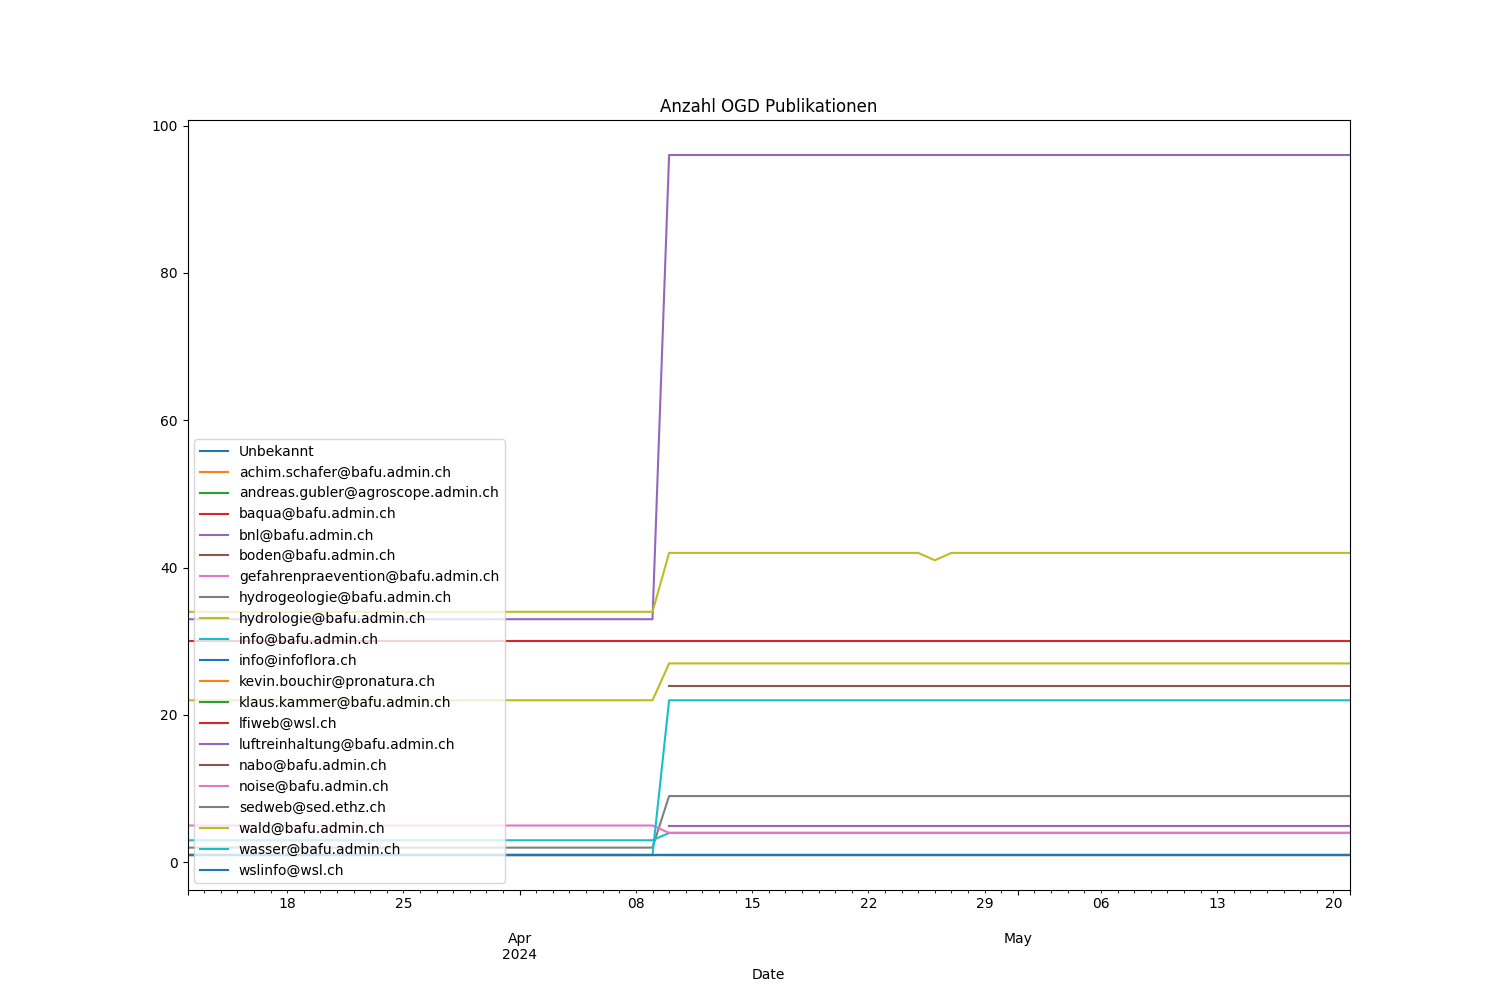 Anzahl OGD Publikationen
100
80
60
40
20
0
Unbekannt
achim.schafer@bafu.admin.ch
andreas.gubler@agroscope.admin.ch
baqua@bafu.admin.ch
bnl@bafu.admin.ch
boden@bafu.admin.ch
gefahrenpraevention@bafu.admin.ch
hydrogeologie@bafu.admin.ch
hydrologie@bafu.admin.ch
info@bafu.admin.ch
info@infoflora.ch
kevin.bouchir@pronatura.ch
klaus.kammer@bafu.admin.ch
lfiweb@wsl.ch
luftreinhaltung@bafu.admin.ch
nabo@bafu.admin.ch
noise@bafu.admin.ch
sedweb@sed.ethz.ch
wald@bafu.admin.ch
wasser@bafu.admin.ch
wslinfo@wsl.ch
18 25 08 15 22 29 06 13 20
Apr May
2024
Date